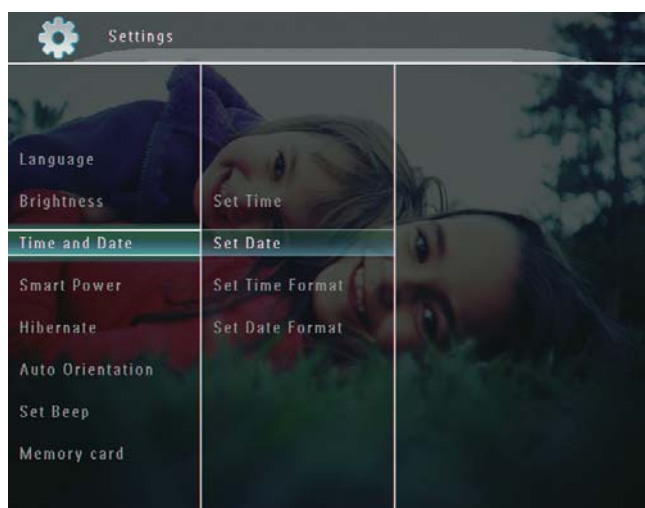 Settings
Language
Brightness
Time and Date
Smart Power
Hibernate
Auto Orientation
Set Beep
Memory card
Set Time
Set Date
Set Time Format
Set Date Format